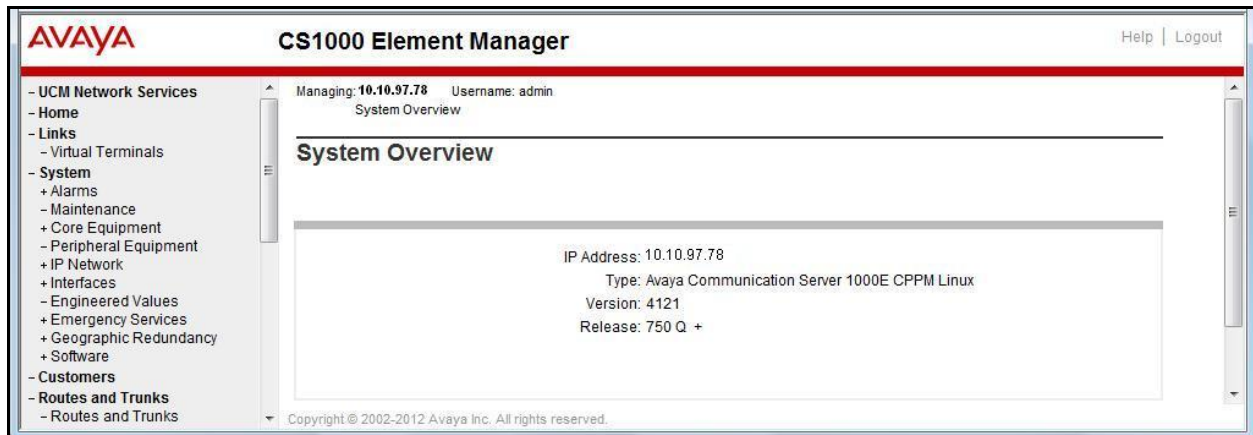 AVAYA
CS1000 Element Manager
Help | Logout
- UCM Network Services
- Home
- Links
- Virtual Terminals
- System
+ Alarms
- Maintenance
+ Core Equipment
- Peripheral Equipment
+ IP Network
+ Interfaces
- Engineered Values
+ Emergency Services
+ Geographic Redundancy
+ Software
- Customers
- Routes and Trunks
- Routes and Trunks
Managing: 10.10.97.78 Username: admin
System Overview
System Overview
IP Address: 10.10.97.78
Type: Avaya Communication Server 1000E CPPM Linux
Version: 4121
Release: 750 Q +
Copyright © 2002-2012 Avaya Inc. All rights reserved.